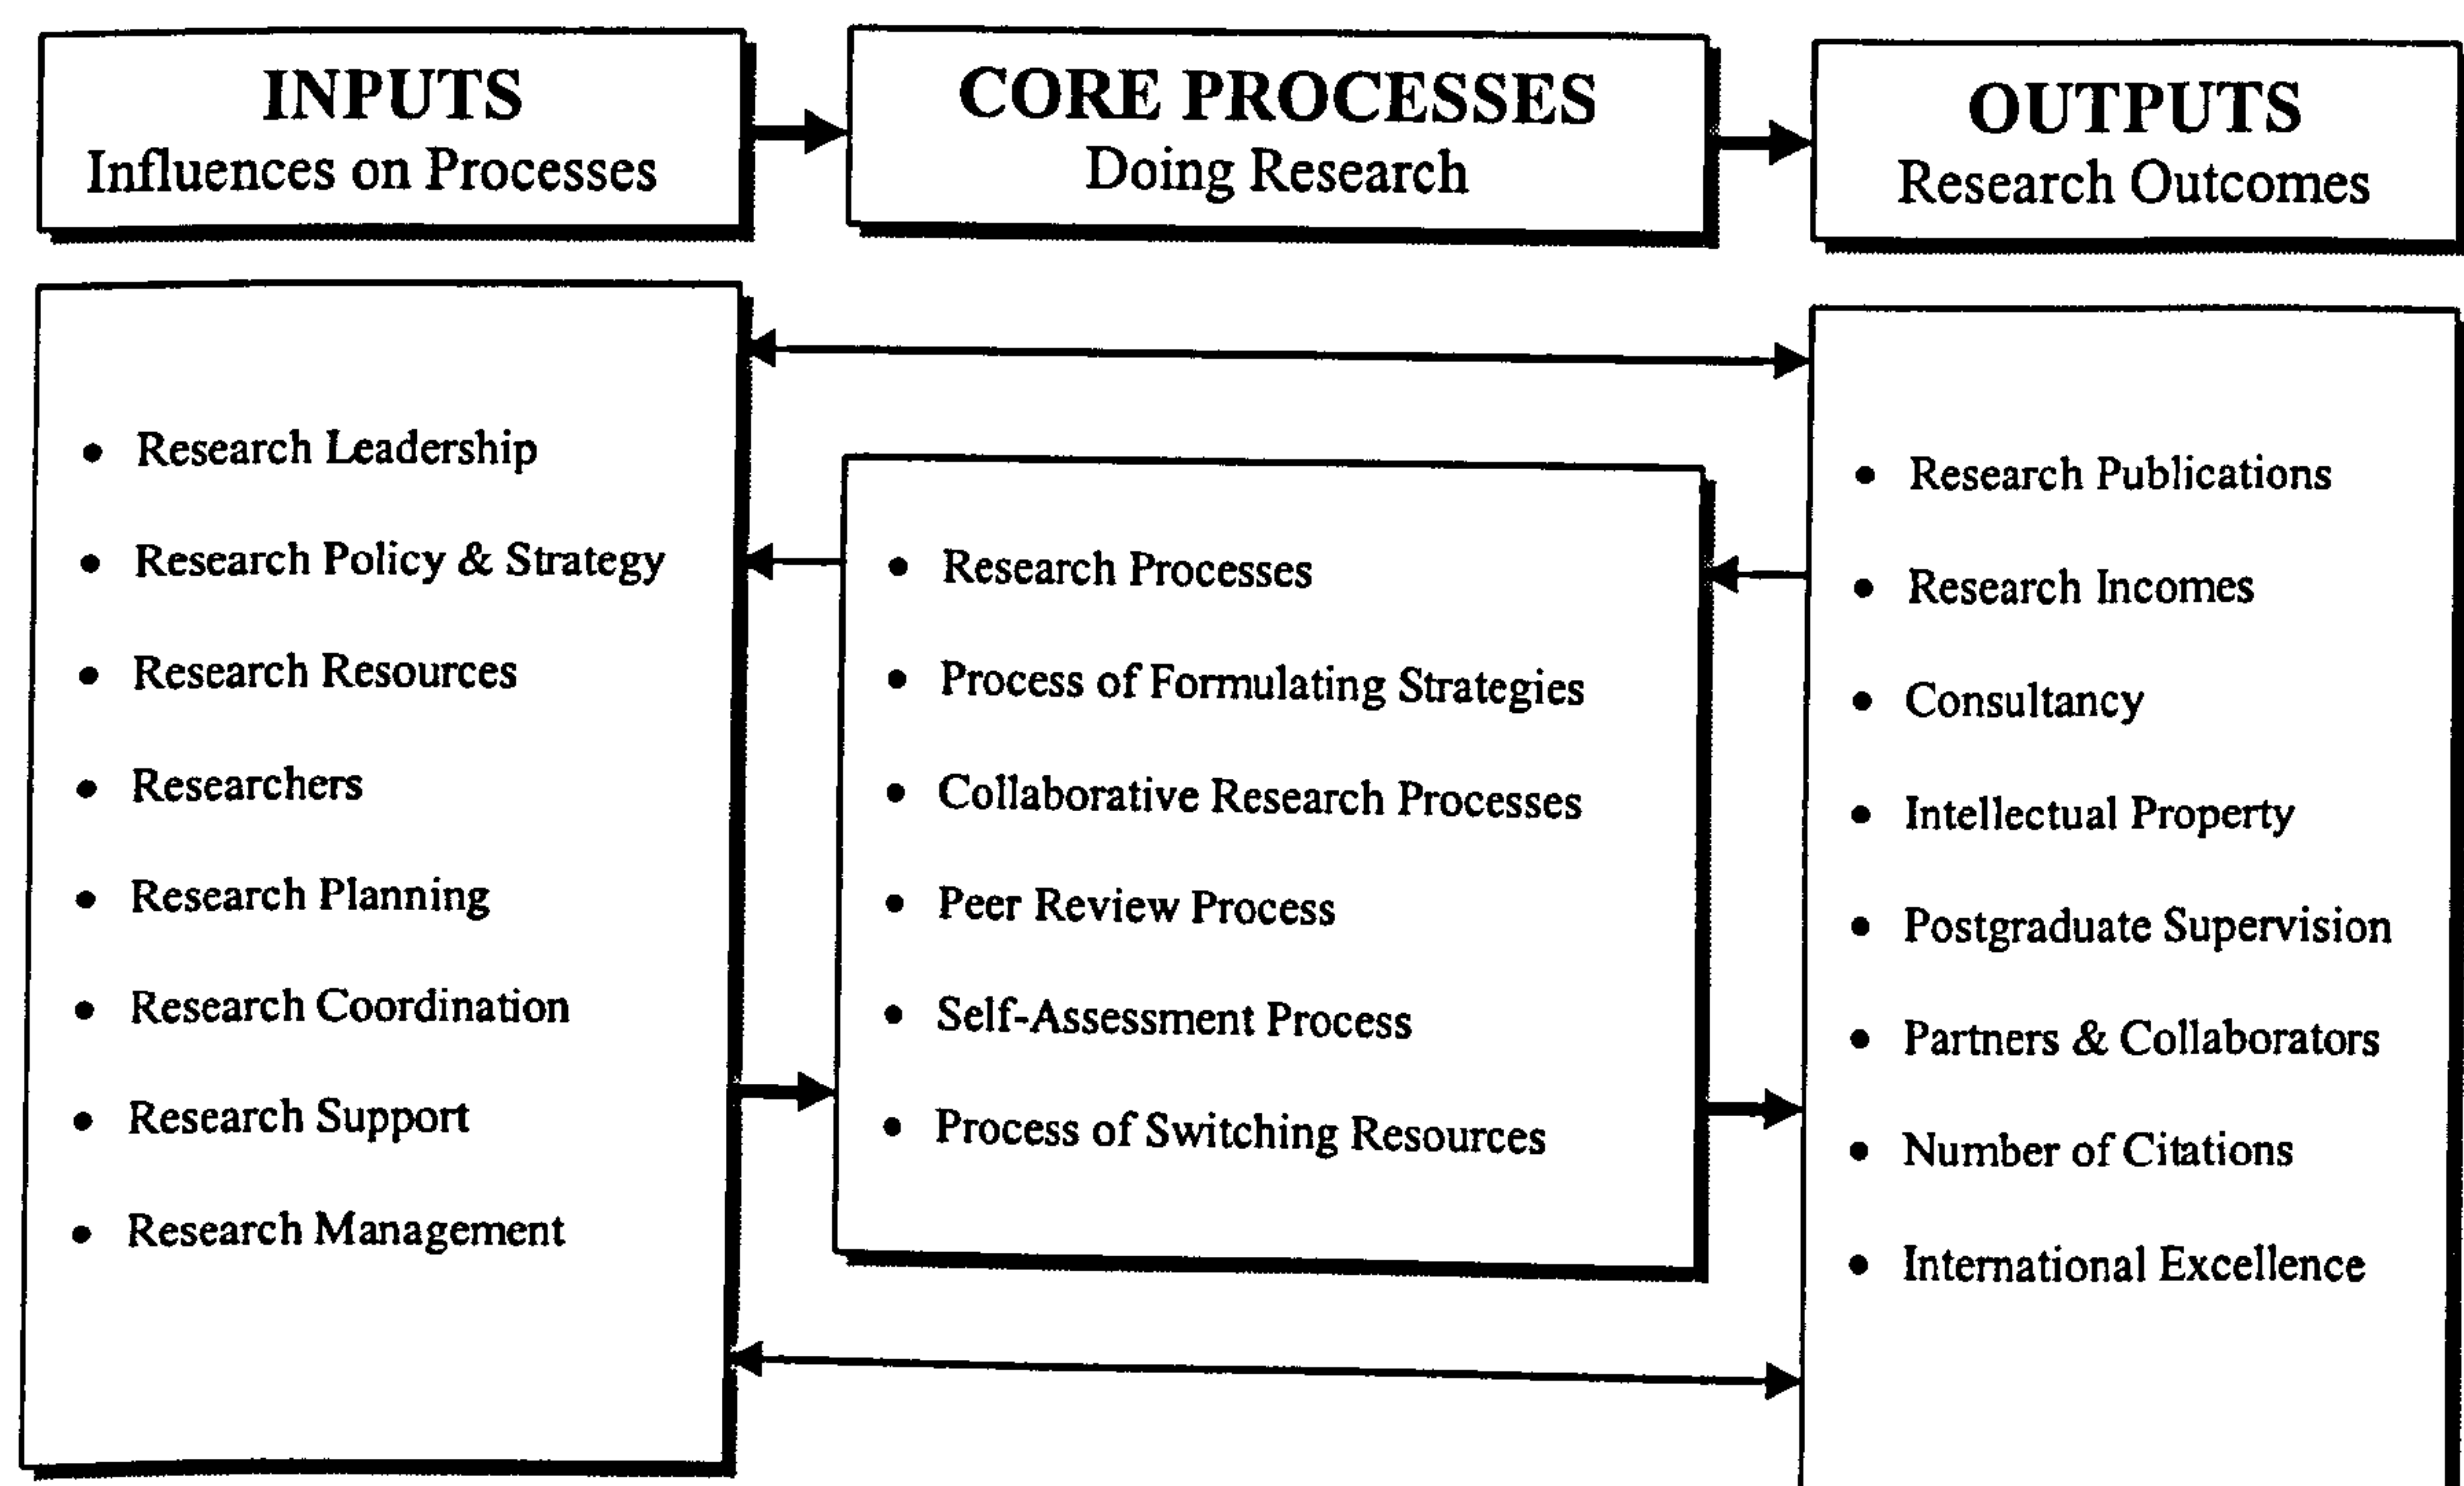 INPUTS
Influences on Processes
CORE PROCESSES
Doing Research
OUTPUTS
Research Outcomes
• Research Leadership
• Research Policy & Strategy
• Research Resources
• Researchers
• Research Planning
• Research Coordination
• Research Support
• Research Management
• Research Processes
• Process of Formulating Strategies
• Collaborative Research Processes
• Peer Review Process
• Self-Assessment Process
• Process of Switching Resources
• Research Publications
• Research Incomes
• Consultancy
• Intellectual Property
• Postgraduate Supervision
• Partners & Collaborators
• Number of Citations
• International Excellence